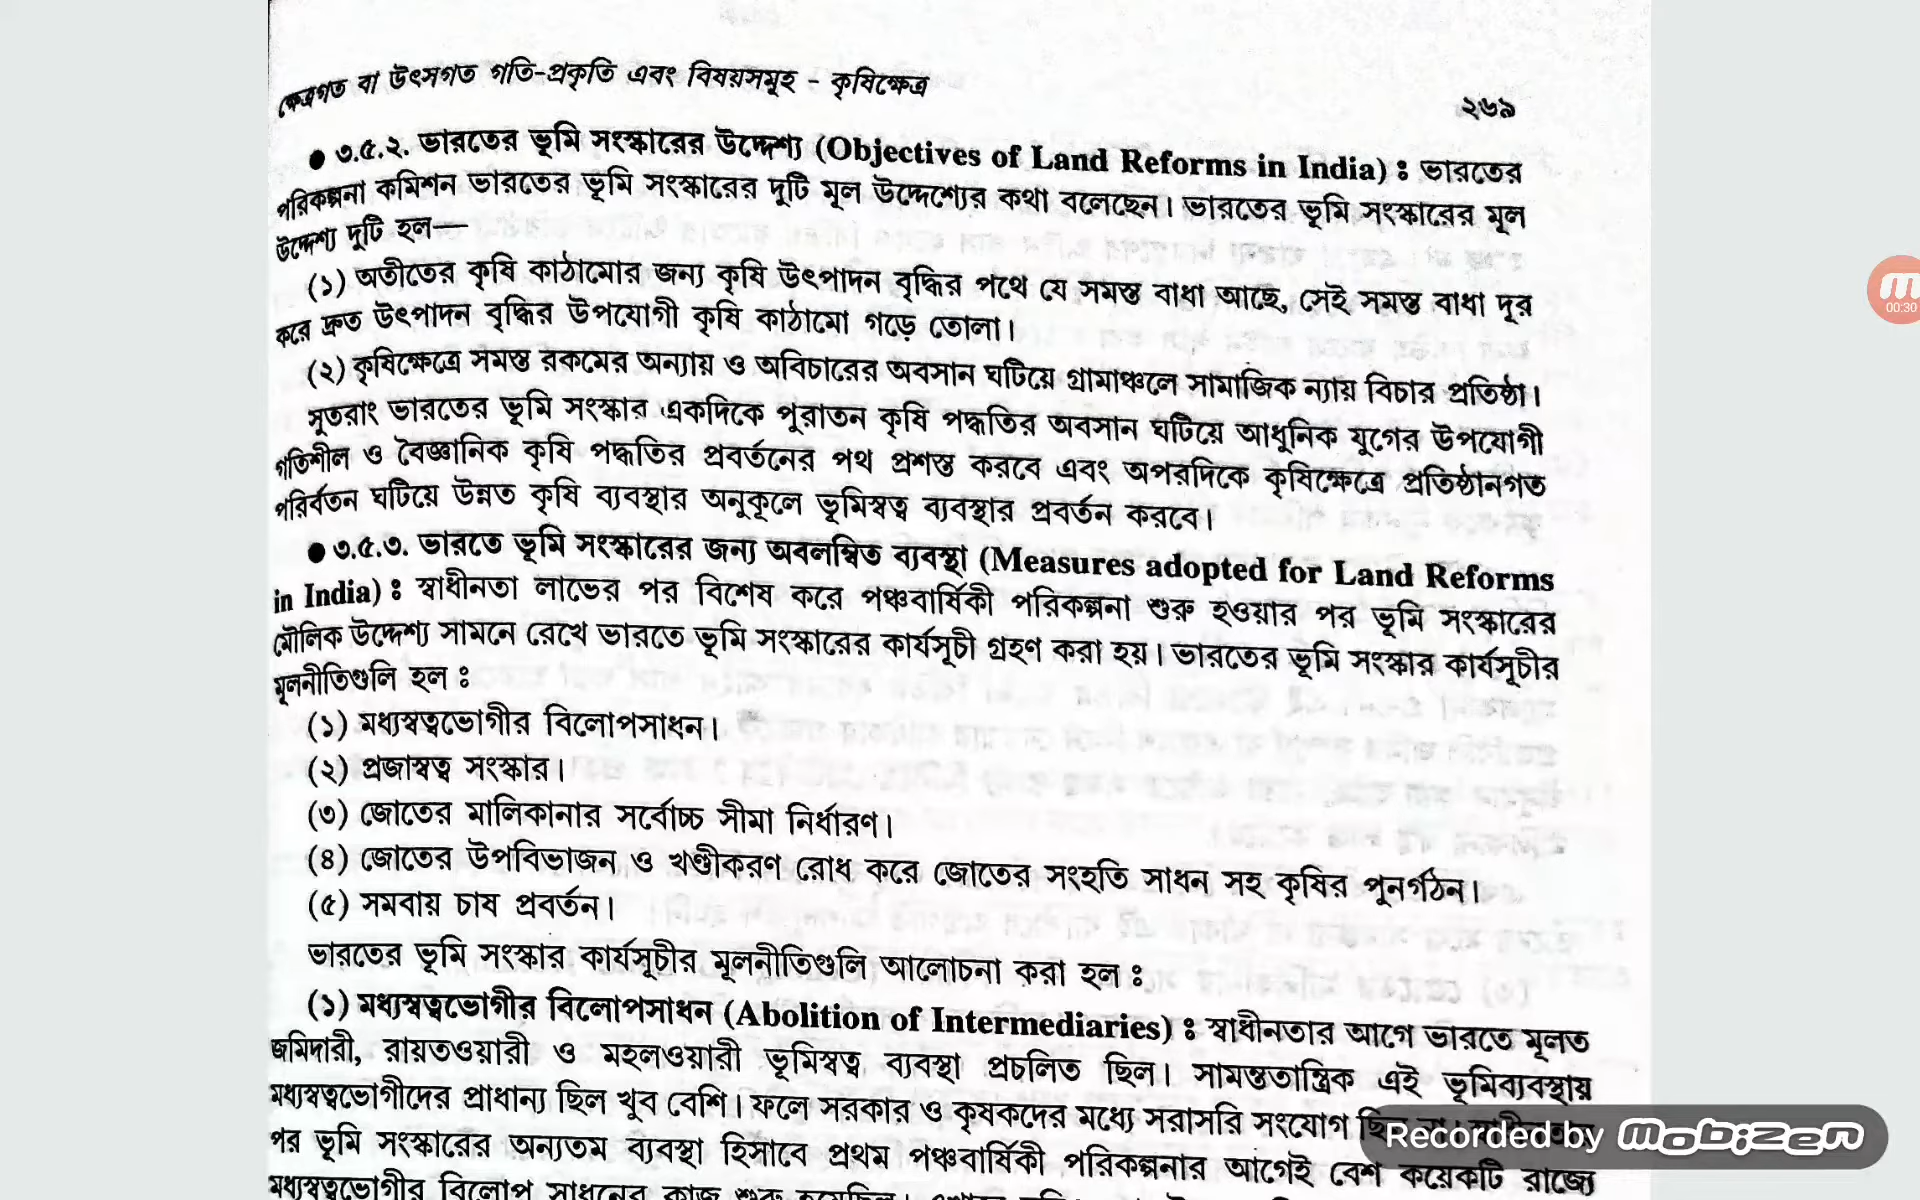 ক্ষেত্রগত বা উৎসগত গতি-প্রকৃতি এবং বিষয়সমূহ - কৃষিক্ষেত্র
২৬৯
● ৩.৫.২. ভারতের ভূমি সংস্কারের উদ্দেশ্য (Objectives of Land Reforms in India) : ভারতের
পরিকল্পনা কমিশন ভারতের ভূমি সংস্কারের দুটি মূল উদ্দেশ্যের কথা বলেছেন। ভারতের ভূমি সংস্কারের মূল
উদ্দেশ্য দুটি হল—
(১) অতীতের কৃষি কাঠামোর জন্য কৃষি উৎপাদন বৃদ্ধির পথে যে সমস্ত বাধা আছে, সেই সমস্ত বাধা দূর
করে দ্রুত উৎপাদন বৃদ্ধির উপযোগী কৃষি কাঠামো গড়ে তোলা।
(২) কৃষিক্ষেত্রে সমস্ত রকমের অন্যায় ও অবিচারের অবসান ঘটিয়ে গ্রামাঞ্চলে সামাজিক ন্যায় বিচার প্রতিষ্ঠা।
সুতরাং ভারতের ভূমি সংস্কার একদিকে পুরাতন কৃষি পদ্ধতির অবসান ঘটিয়ে আধুনিক যুগের উপযোগী
গতিশীল ও বৈজ্ঞানিক কৃষি পদ্ধতির প্রবর্তনের পথ প্রশস্ত করবে এবং অপরদিকে কৃষিক্ষেত্রে প্রতিষ্ঠানগত
পরির্বতন ঘটিয়ে উন্নত কৃষি ব্যবস্থার অনুকূলে ভূমিস্বত্ব ব্যবস্থার প্রবর্তন করবে।
● ৩.৫.৩. ভারতে ভূমি সংস্কারের জন্য অবলম্বিত ব্যবস্থা (Measures adopted for Land Reforms
in India) : স্বাধীনতা লাভের পর বিশেষ করে পঞ্চবার্ষিকী পরিকল্পনা শুরু হওয়ার পর ভূমি সংস্কারের
মৌলিক উদ্দেশ্য সামনে রেখে ভারতে ভূমি সংস্কারের কার্যসূচী গ্রহণ করা হয়। ভারতের ভূমি সংস্কার কার্যসূচীর
মূলনীতিগুলি হল :
(১) মধ্যস্বত্বভোগীর বিলোপসাধন।
(২) প্রজাস্বত্ব সংস্কার।
(৩) জোতের মালিকানার সর্বোচ্চ সীমা নির্ধারণ।
(৪) জোতের উপবিভাজন ও খণ্ডীকরণ রোধ করে জোতের সংহতি সাধন সহ কৃষির পুনর্গঠন।
(৫) সমবায় চাষ প্রবর্তন।
ভারতের ভূমি সংস্কার কার্যসূচীর মূলনীতিগুলি আলোচনা করা হল :
(১) মধ্যস্বত্বভোগীর বিলোপসাধন (Abolition of Intermediaries) : স্বাধীনতার আগে ভারতে মূলত
জমিদারী, রায়তওয়ারী ও মহলওয়ারী ভূমিস্বত্ব ব্যবস্থা প্রচলিত ছিল। সামন্ততান্ত্রিক এই ভূমিব্যবস্থায়
মধ্যস্বত্বভোগীদের প্রাধান্য ছিল খুব বেশি। ফলে সরকার ও কৃষকদের মধ্যে সরাসরি সংযোগ
পর ভূমি সংস্কারের অন্যতম ব্যবস্থা হিসাবে প্রথম পঞ্চবার্ষিকী পরিকল্পনার আগেই বেশ কয়েকটি রাজ্যে
মধ্যস্বত্বভোগীর বিলোপ সাধনের কাজ শুরু
00:30
Recorded by Mobizen